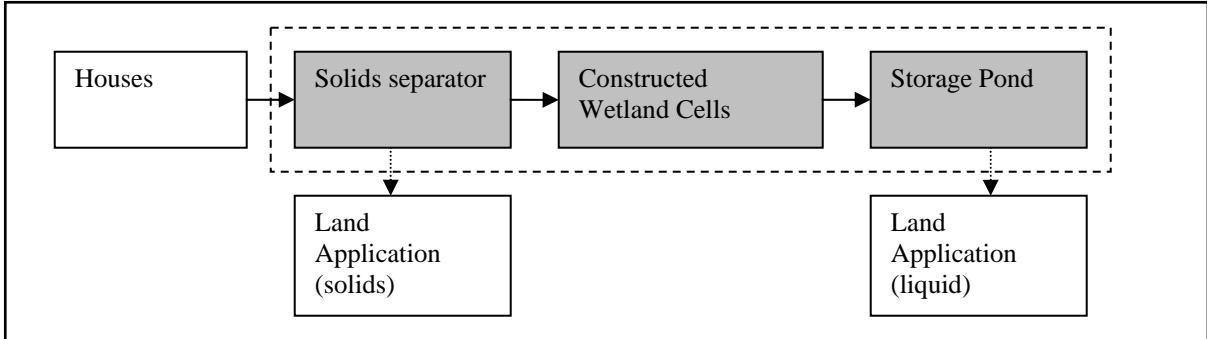 Houses
Solids separator
Constructed
Wetland Cells
Storage Pond
Land
Application
(solids)
Land
Application
(liquid)